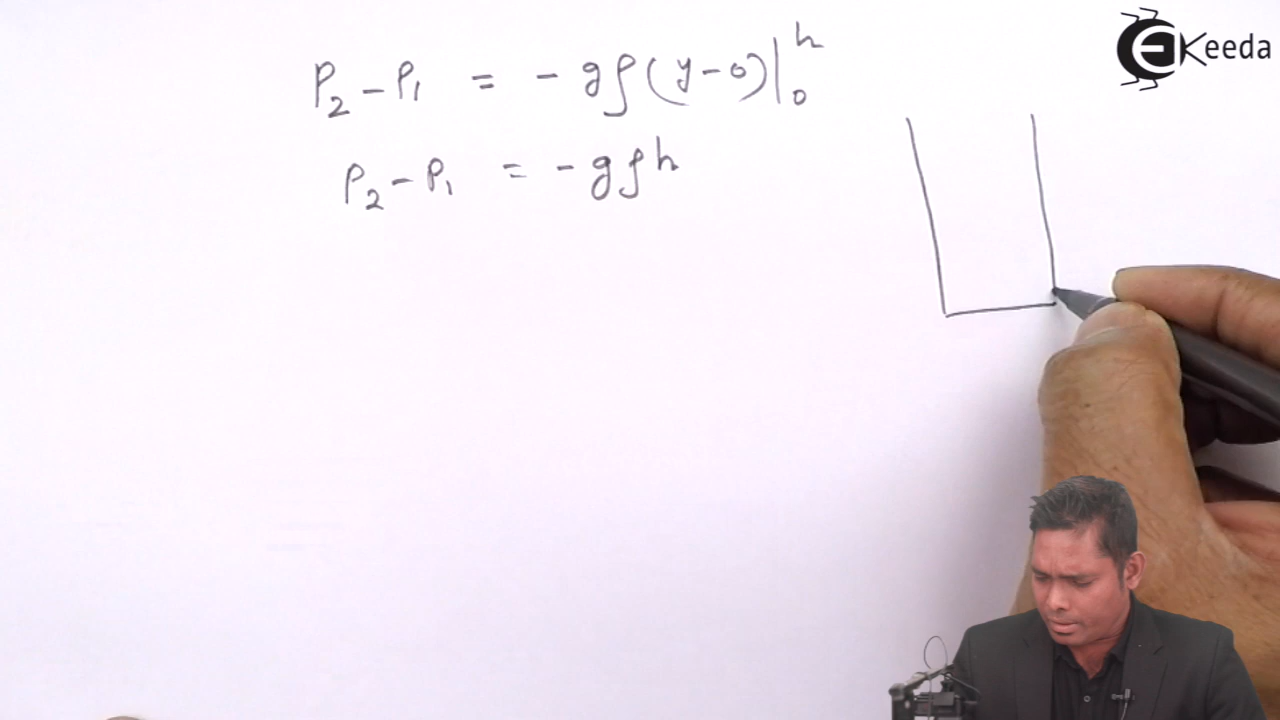 Ekeeda
P₂ - P₁ = - gρ(y-0)|₀ʰ
P₂ - P₁ = - gρh